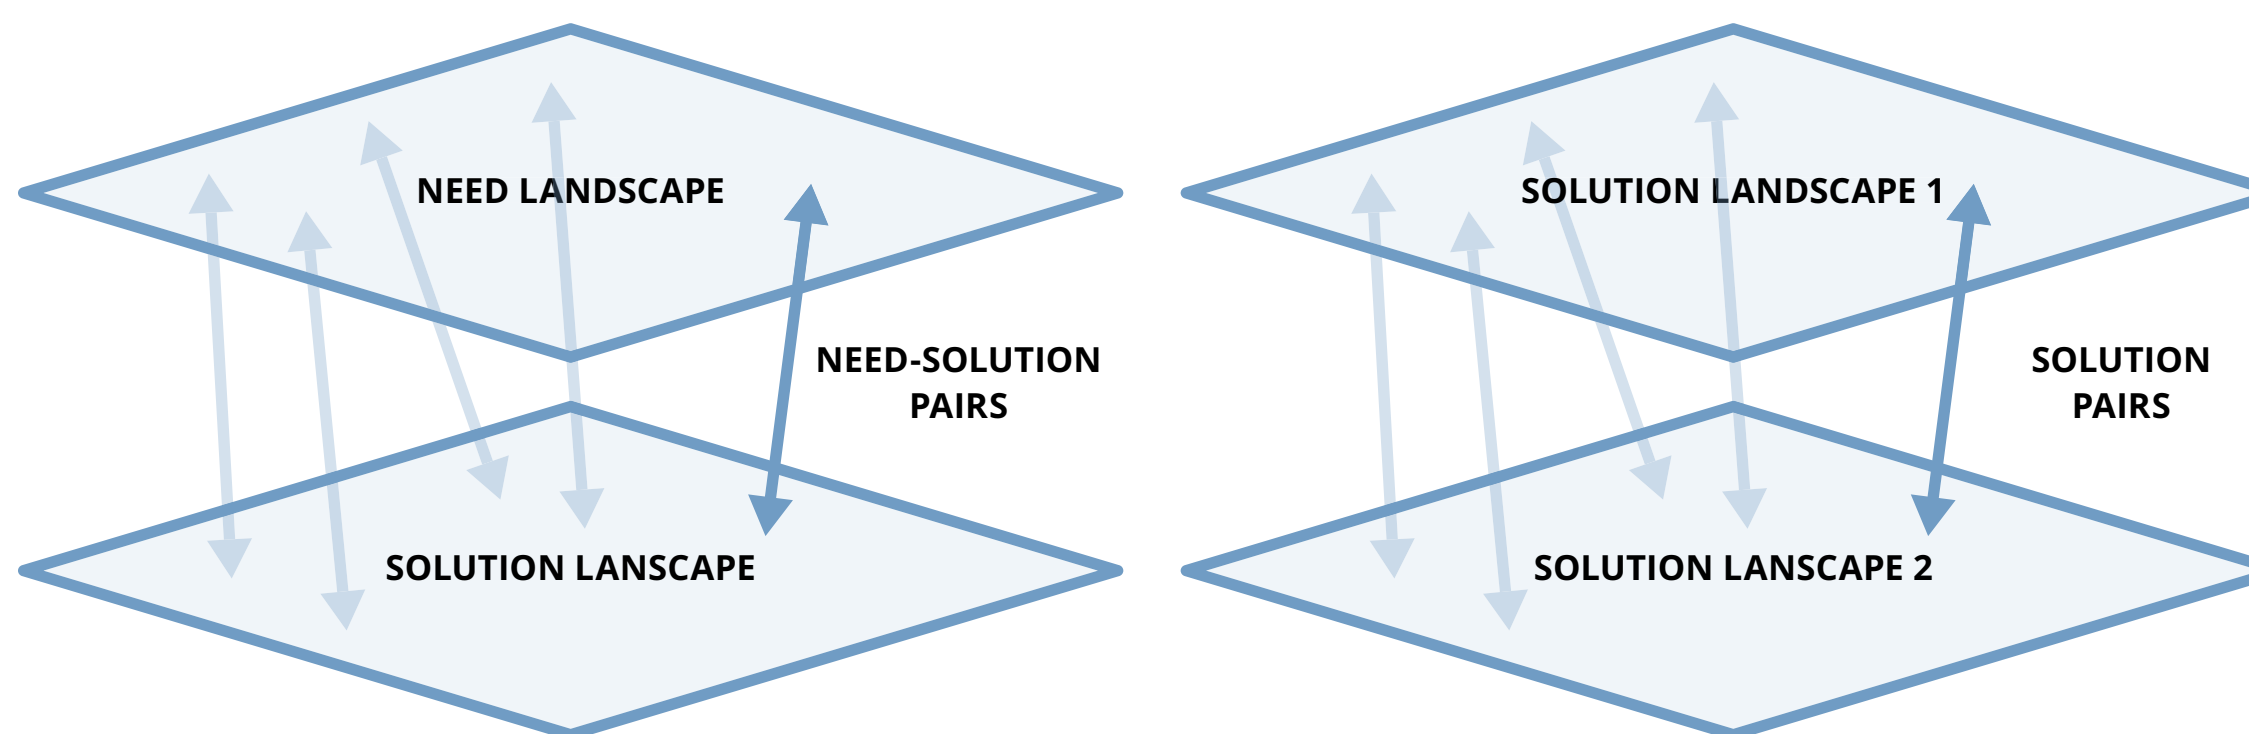 NEED LANDSCAPE
NEED-SOLUTION
PAIRS
SOLUTION LANSCAPE
SOLUTION LANDSCAPE 1
SOLUTION
PAIRS
SOLUTION LANSCAPE 2